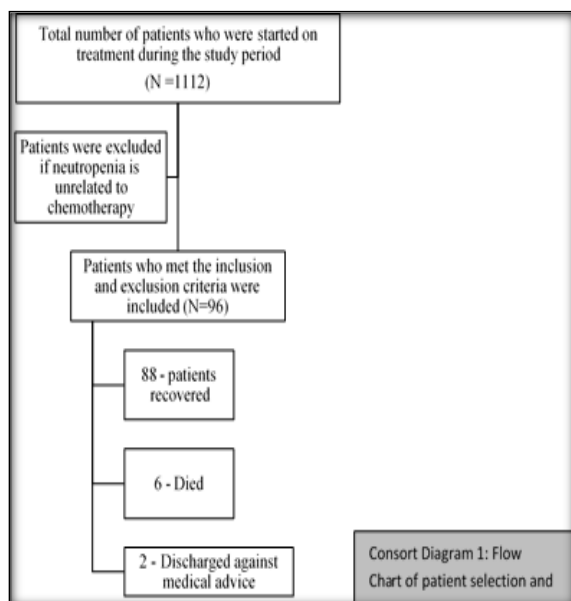 Total number of patients who were started on
treatment during the study period
(N =1112)
Patients were excluded
if neutropenia is
unrelated to
chemotherapy
Patients who met the inclusion
and exclusion criteria were
included (N=96)
88 - patients
recovered
6 - Died
2 - Discharged against
medical advice
Consort Diagram 1: Flow
Chart of patient selection and